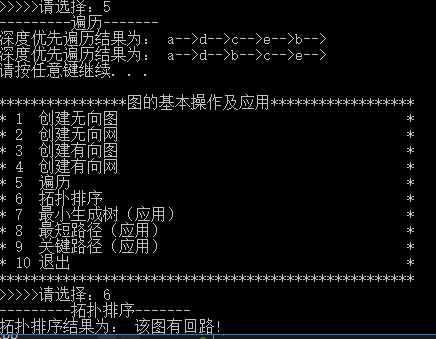 >>>>>请选择：5
---------遍历-------
深度优先遍历结果为： a-->d-->c-->e-->b-->
深度优先遍历结果为： a-->d-->b-->c-->e-->
请按任意键继续. . .
****************图的基本操作及应用******************
* 1 创建无向图 *
* 2 创建无向网 *
* 3 创建有向图 *
* 4 创建有向网 *
* 5 遍历 *
* 6 拓扑排序 *
* 7 最小生成树（应用） *
* 8 最短路径（应用） *
* 9 关键路径（应用） *
* 10 退出 *
****************************************************
>>>>>请选择：6
---------拓扑排序-------
拓扑排序结果为： 该图有回路!